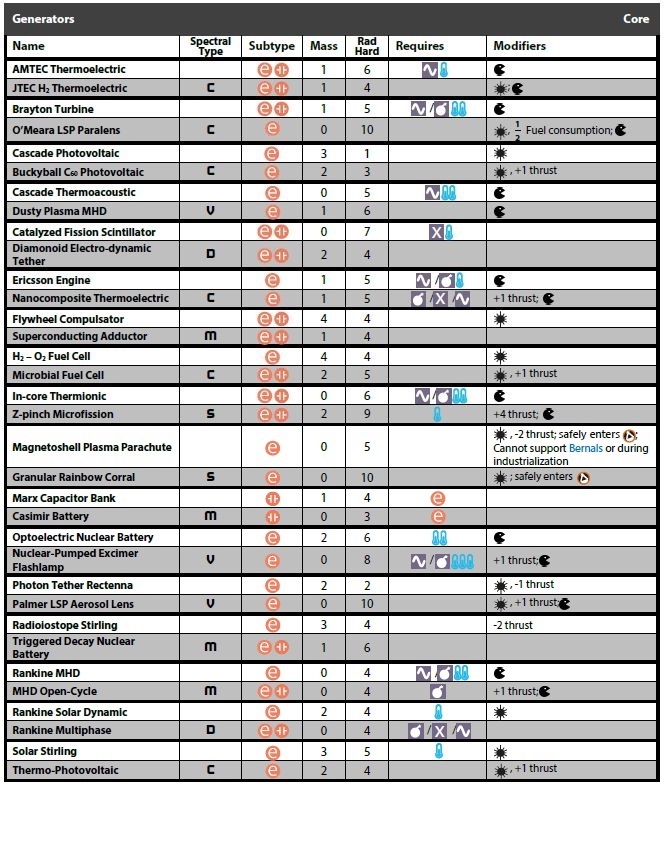 Generators Core
Name Spectral Type Subtype Mass Rad Hard Requires Modifiers
AMTEC Thermoelectric e 1 6
JTEC H₂ Thermoelectric C e 1 4 ;
Brayton Turbine e 1 5 /
O'Meara LSP Paralens C e 0 10 , 1/2 Fuel consumption;
Cascade Photovoltaic e 3 1
Buckyball C₆₀ Photovoltaic C e 2 3 , +1 thrust
Cascade Thermoacoustic e 0 5
Dusty Plasma MHD V e 1 6
Catalyzed Fission Scintillator e 0 7 X
Diamonoid Electro-dynamic Tether D e 2 4
Ericsson Engine e 1 5 /
Nanocomposite Thermoelectric C e 1 5 / X / +1 thrust;
Flywheel Compulsator e 4 4
Superconducting Adductor M e 1 4
H₂ – O₂ Fuel Cell e 4 4
Microbial Fuel Cell C e 2 5 , +1 thrust
In-core Thermionic e 0 6 /
Z-pinch Microfission S e 2 9 +4 thrust;
Magnetoshell Plasma Parachute e 0 5 , -2 thrust; safely enters ;
Cannot support Bernals or during
industrialization
Granular Rainbow Corral S e 0 10 ; safely enters
Marx Capacitor Bank 1 4 e
Casimir Battery M 0 3 e
Optoelectric Nuclear Battery e 2 6
Nuclear-Pumped Excimer Flashlamp V e 0 8 / +1 thrust;
Photon Tether Rectenna e 2 2 , -1 thrust
Palmer LSP Aerosol Lens V e 0 10 , +1 thrust;
Radioiostope Stirling e 3 4 -2 thrust
Triggered Decay Nuclear Battery M e 1 6
Rankine MHD e 0 4 /
MHD Open-Cycle M e 0 4 +1 thrust;
Rankine Solar Dynamic e 2 4
Rankine Multiphase D e 0 4 / X /
Solar Stirling e 3 5
Thermo-Photovoltaic C e 2 4 , +1 thrust